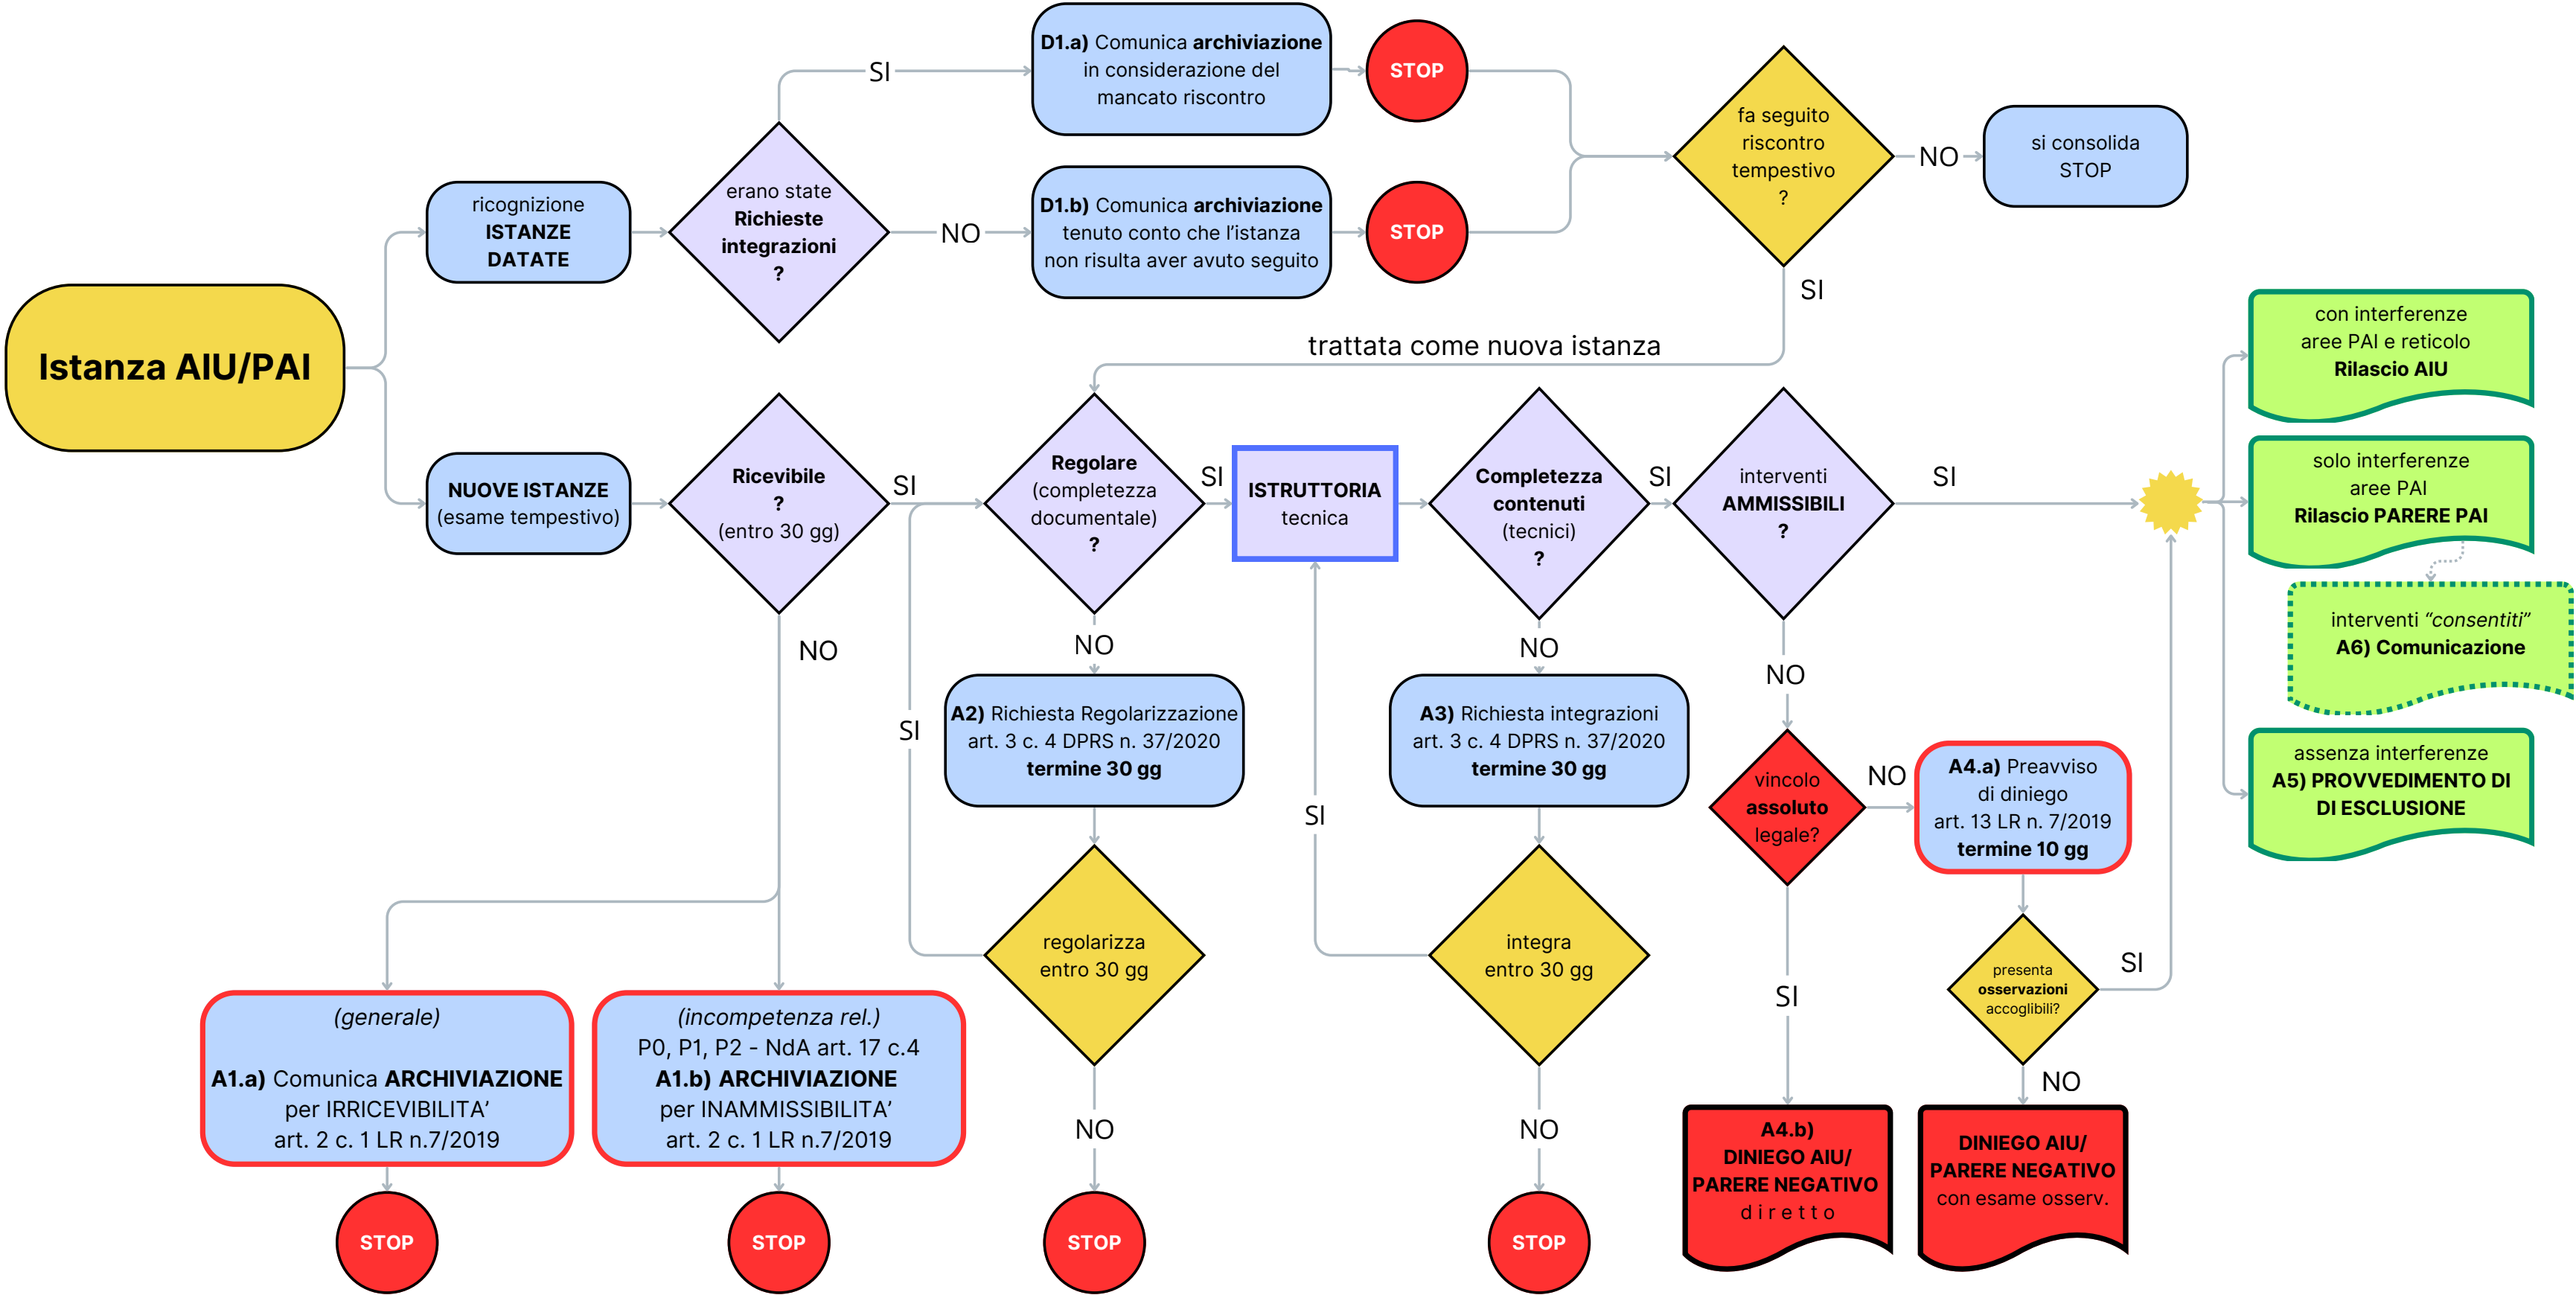 D1.a) Comunica archiviazione
in considerazione del
mancato riscontro
STOP
SI
fa seguito
riscontro
tempestivo
?
NO
si consolida
STOP
ricognizione
ISTANZE
DATATE
erano state
Richieste
integrazioni
?
NO
D1.b) Comunica archiviazione
tenuto conto che l’istanza
non risulta aver avuto seguito
STOP
SI
trattata come nuova istanza
Istanza AIU/PAI
NUOVE ISTANZE
(esame tempestivo)
Ricevibile
?
(entro 30 gg)
SI
Regolare
(completezza
documentale)
?
SI
ISTRUTTORIA
tecnica
Completezza
contenuti
(tecnici)
?
SI
interventi
AMMISSIBILI
?
SI
con interferenze
aree PAI e reticolo
Rilascio AIU
solo interferenze
aree PAI
Rilascio PARERE PAI
interventi “consentiti”
A6) Comunicazione
assenza interferenze
A5) PROVVEDIMENTO DI
DI ESCLUSIONE
NO
NO
NO
NO
A2) Richiesta Regolarizzazione
art. 3 c. 4 DPRS n. 37/2020
termine 30 gg
SI
A3) Richiesta integrazioni
art. 3 c. 4 DPRS n. 37/2020
termine 30 gg
SI
vincolo
assoluto
legale?
NO
A4.a) Preavviso
di diniego
art. 13 LR n. 7/2019
termine 10 gg
regolarizza
entro 30 gg
integra
entro 30 gg
SI
presenta
osservazioni
accoglibili?
SI
(generale)
A1.a) Comunica ARCHIVIAZIONE
per IRRICEVIBILITA’
art. 2 c. 1 LR n.7/2019
(incompetenza rel.)
P0, P1, P2 - NdA art. 17 c.4
A1.b) ARCHIVIAZIONE
per INAMMISSIBILITA’
art. 2 c. 1 LR n.7/2019
NO
NO
NO
A4.b)
DINIEGO AIU/
PARERE NEGATIVO
diretto
DINIEGO AIU/
PARERE NEGATIVO
con esame osserv.
STOP
STOP
STOP
STOP